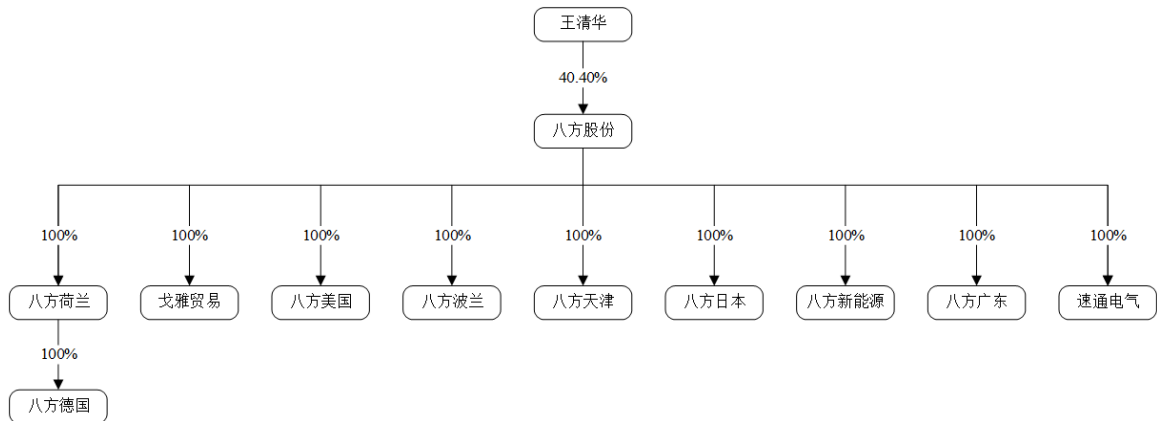 王清华
40.40%
八方股份
100%
100%
100%
100%
100%
100%
100%
100%
100%
八方荷兰
戈雅贸易
八方美国
八方波兰
八方天津
八方日本
八方新能源
八方广东
速通电气
100%
八方德国